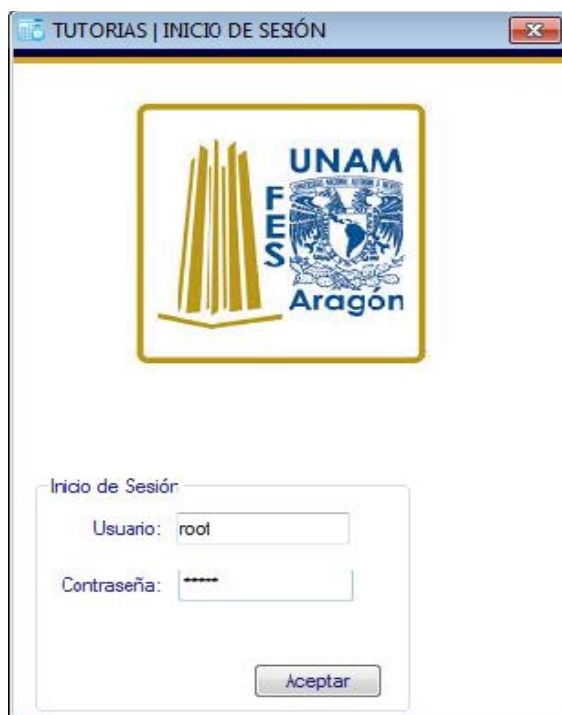 TUTORIAS | INICIO DE SESIÓN
UNAM
FES
Aragón
Inicio de Sesión
Usuario: root
Contraseña: *****
Aceptar